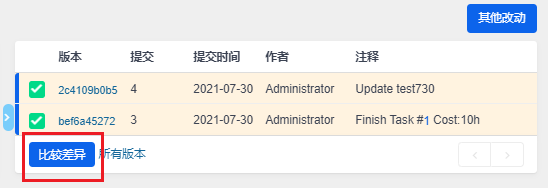 其他改动
版本 提交 提交时间 作者 注释
2c4109b0b5 4 2021-07-30 Administrator Update test730
bef6a45272 3 2021-07-30 Administrator Finish Task #1 Cost:10h
比较差异 所有版本